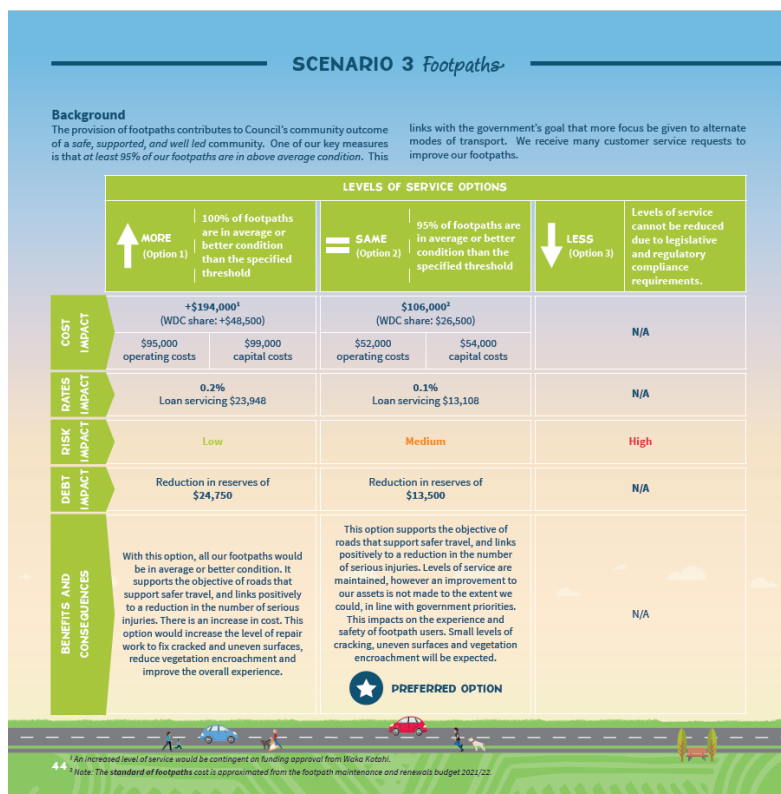 SCENARIO 3 Footpaths
Background
The provision of footpaths contributes to Council's community outcome
of a safe, supported, and well led community. One of our key measures
is that at least 95% of our footpaths are in above average condition. This
links with the government's goal that more focus be given to alternate
modes of transport. We receive many customer service requests to
improve our footpaths.
LEVELS OF SERVICE OPTIONS
MORE
(Option 1)
100% of footpaths
are in average or
better condition
than the specified
threshold
SAME
(Option 2)
95% of footpaths are
in average or better
condition than the
specified threshold
LESS
(Option 3)
Levels of service
cannot be reduced
due to legislative
and regulatory
compliance
requirements.
COST
IMPACT
+$194,000¹
(WDC share: +$48,500)
$95,000
operating costs
$99,000
capital costs
$106,000²
(WDC share: $26,500)
$52,000
operating costs
$54,000
capital costs
N/A
RATES
IMPACT
0.2%
Loan servicing $23,948
0.1%
Loan servicing $13,108
N/A
RISK
IMPACT
Low
Medium
High
DEBT
IMPACT
Reduction in reserves of
$24,750
Reduction in reserves of
$13,500
N/A
BENEFITS AND
CONSEQUENCES
With this option, all our footpaths would
be in average or better condition. It
supports the objective of roads that
support safer travel, and links positively
to a reduction in the number of serious
injuries. There is an increase in cost. This
option would increase the level of repair
work to fix cracked and uneven surfaces,
reduce vegetation encroachment and
improve the overall experience.
This option supports the objective of
roads that support safer travel, and links
positively to a reduction in the number
of serious injuries. Levels of service are
maintained, however an improvement to
our assets is not made to the extent we
could, in line with government priorities.
This impacts on the experience and
safety of footpath users. Small levels of
cracking, uneven surfaces and vegetation
encroachment will be expected.
PREFERRED OPTION
N/A
44
¹ An increased level of service would be contingent on funding approval from Waka Kotahi.
² Note: The standard of footpaths cost is approximated from the footpath maintenance and renewals budget 2021/22.